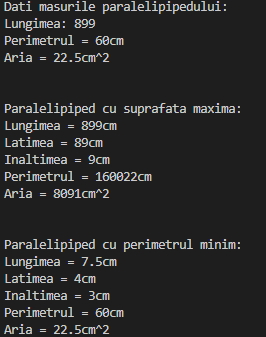 Dati masurile paralelipipedului:
Lungimea: 899
Perimetrul = 60cm
Aria = 22.5cm^2
Paralelipiped cu suprafata maxima:
Lungimea = 899cm
Latimea = 89cm
Inaltimea = 9cm
Perimetrul = 160022cm
Aria = 8091cm^2
Paralelipiped cu perimetrul minim:
Lungimea = 7.5cm
Latimea = 4cm
Inaltimea = 3cm
Perimetrul = 60cm
Aria = 22.5cm^2